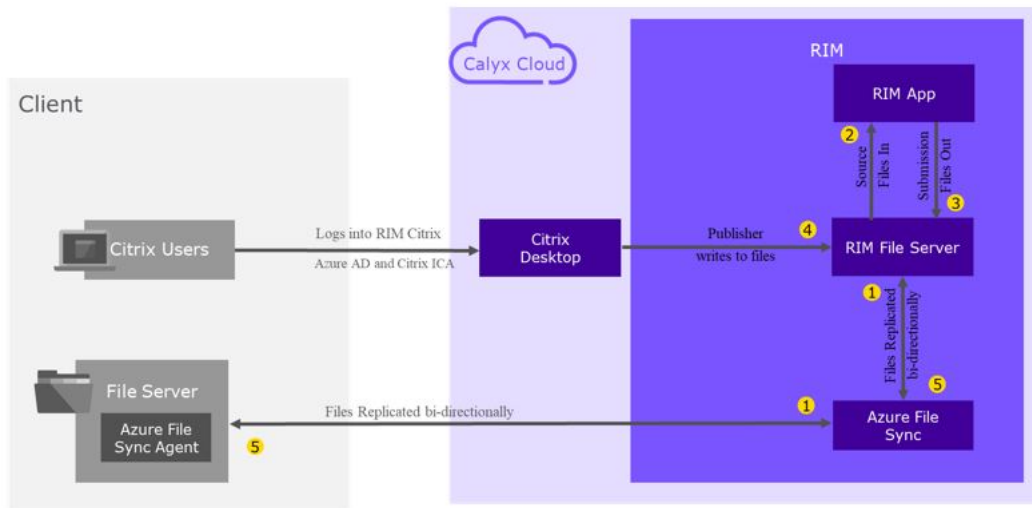 Calyx Cloud
RIM
Client
RIM App
2
Source
Files In
Submission
Files Out
3
Citrix Users
Logs into RIM Citrix
Azure AD and Citrix ICA
Citrix
Desktop
Publisher
writes to files
4
RIM File Server
1
Files Replicated
bi-directionally
5
File Server
Azure File
Sync Agent
5
Files Replicated bi-directionally
1
Azure File
Sync